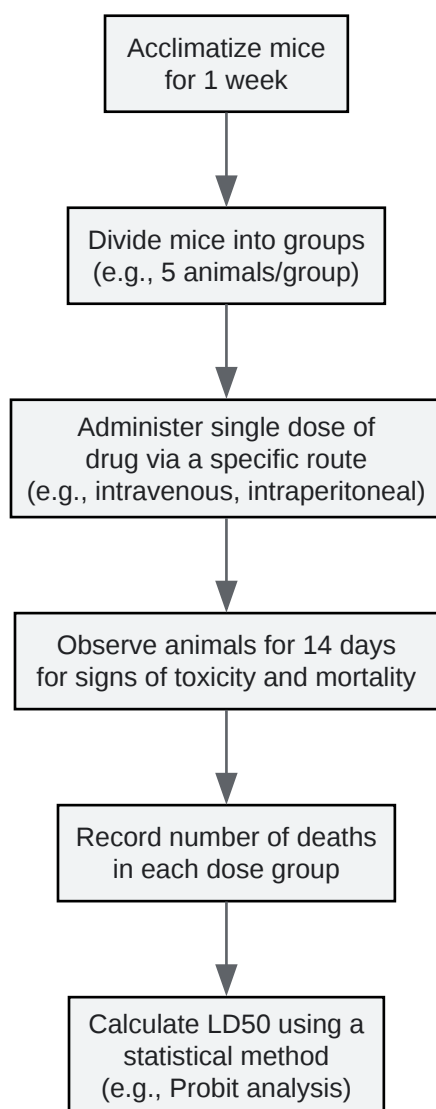 Acclimatize mice
for 1 week
Divide mice into groups
(e.g., 5 animals/group)
Administer single dose of
drug via a specific route
(e.g., intravenous, intraperitoneal)
Observe animals for 14 days
for signs of toxicity and mortality
Record number of deaths
in each dose group
Calculate LD50 using a
statistical method
(e.g., Probit analysis)